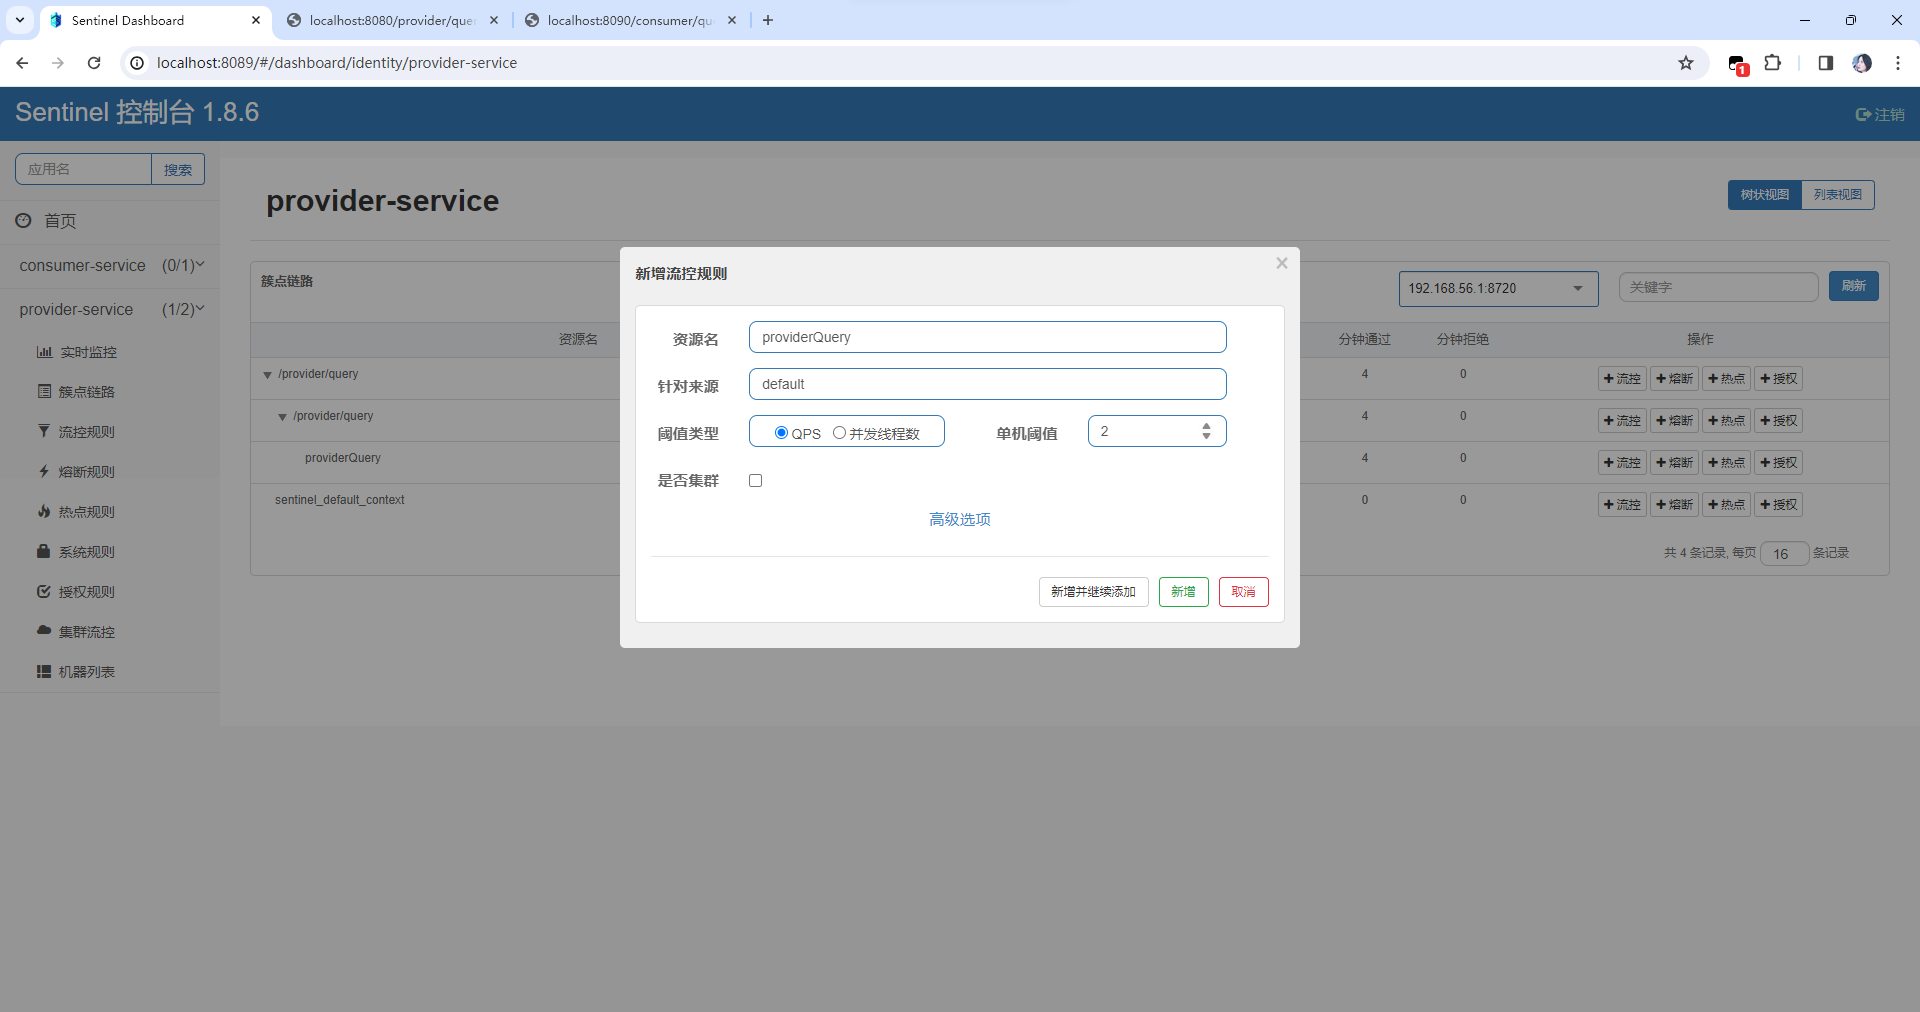 Sentinel Dashboard
localhost:8080/provider/que
localhost:8090/consumer/qu
localhost:8089/#/dashboard/identity/provider-service
1
Sentinel 控制台 1.8.6
注销
应用名
搜索
首页
consumer-service (0/1)
provider-service (1/2)
实时监控
簇点链路
流控规则
熔断规则
热点规则
系统规则
授权规则
集群流控
机器列表
provider-service
树状视图
列表视图
簇点链路
192.168.56.1:8720
关键字
刷新
资源名
分钟通过
分钟拒绝
操作
/provider/query
4
0
流控 熔断 热点 授权
/provider/query
4
0
流控 熔断 热点 授权
providerQuery
4
0
流控 熔断 热点 授权
sentinel_default_context
0
0
流控 熔断 热点 授权
共 4 条记录, 每页 16 条记录
新增流控规则
资源名 providerQuery
针对来源 default
阈值类型 QPS 并发线程数 单机阈值 2
是否集群
高级选项
新增并继续添加 新增 取消